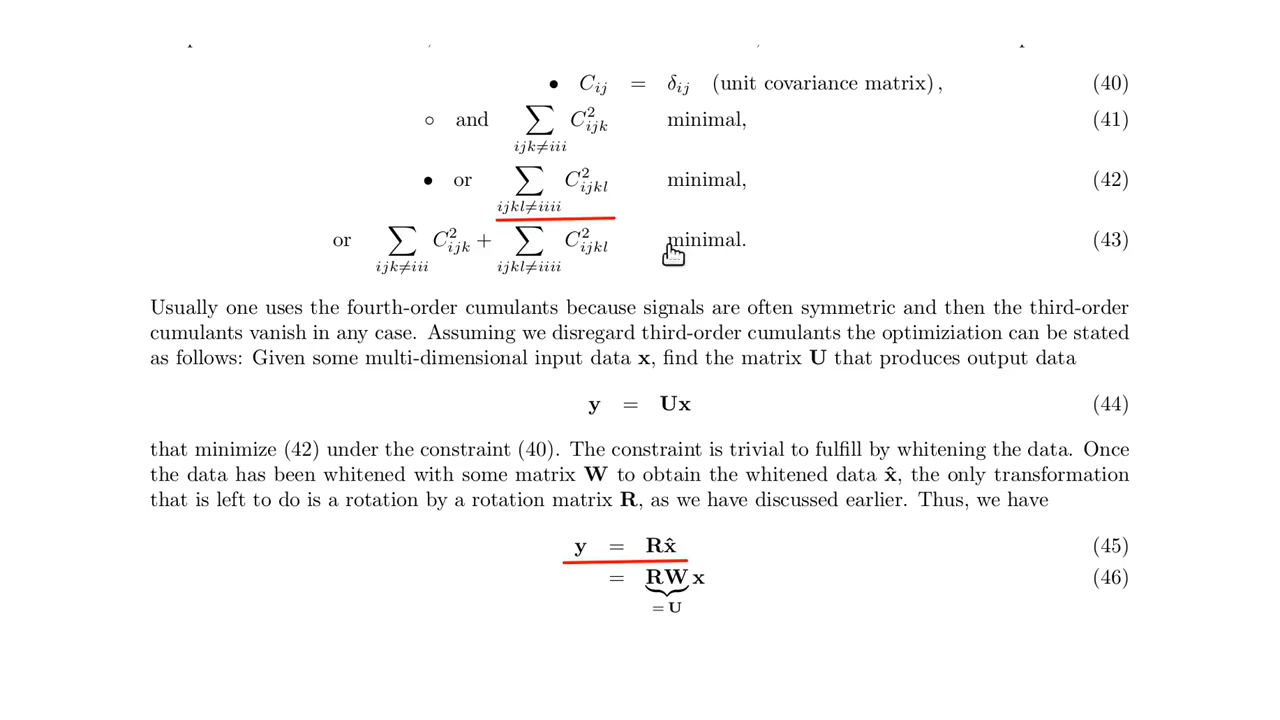 • C_{ij} = δ_{ij} (unit covariance matrix) , (40)
○ and ∑_{ijk≠iii} C²_{ijk} minimal, (41)
• or ∑_{ijkl≠iiii} C²_{ijkl} minimal, (42)
or ∑_{ijk≠iii} C²_{ijk} + ∑_{ijkl≠iiii} C²_{ijkl} minimal. (43)
Usually one uses the fourth-order cumulants because signals are often symmetric and then the third-order
cumulants vanish in any case. Assuming we disregard third-order cumulants the optimiziation can be stated
as follows: Given some multi-dimensional input data x, find the matrix U that produces output data
y = Ux (44)
that minimize (42) under the constraint (40). The constraint is trivial to fulfill by whitening the data. Once
the data has been whitened with some matrix W to obtain the whitened data x̂, the only transformation
that is left to do is a rotation by a rotation matrix R, as we have discussed earlier. Thus, we have
y = Rx̂ (45)
= RW x (46)
= U